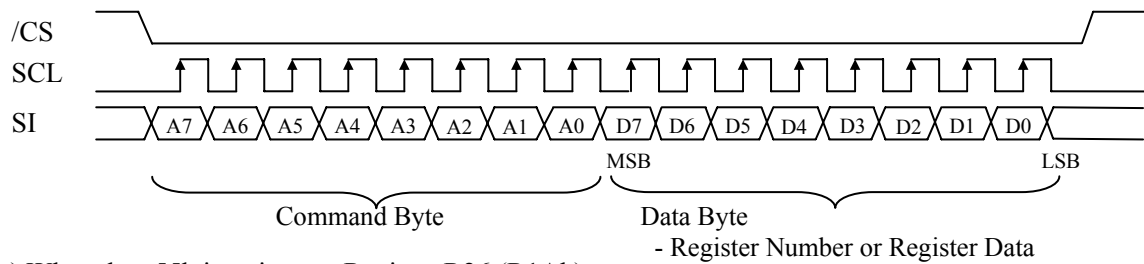 /CS
SCL
SI A7 A6 A5 A4 A3 A2 A1 A0 D7 D6 D5 D4 D3 D2 D1 D0
MSB LSB
Command Byte Data Byte
- Register Number or Register Data